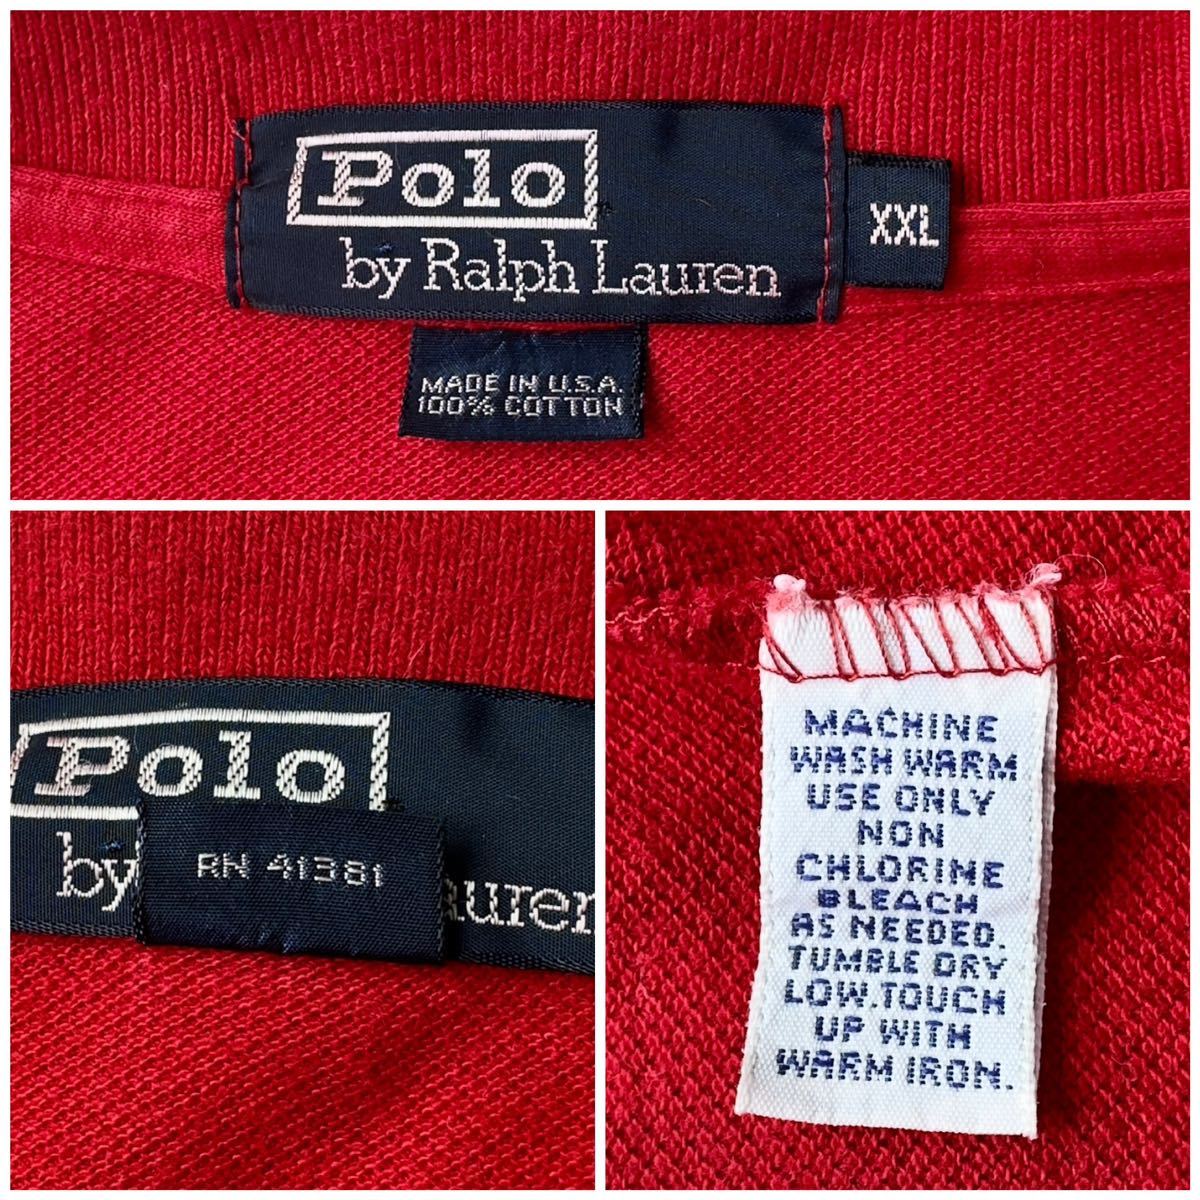 Polo
by Ralph Lauren
XXL
MADE IN U.S.A.
100% COTTON
Polo
by auren
RN 41381
MACHINE
WASH WARM
USE ONLY
NON
CHLORINE
BLEACH
AS NEEDED.
TUMBLE DRY
LOW.TOUCH
UP WITH
WARM IRON.